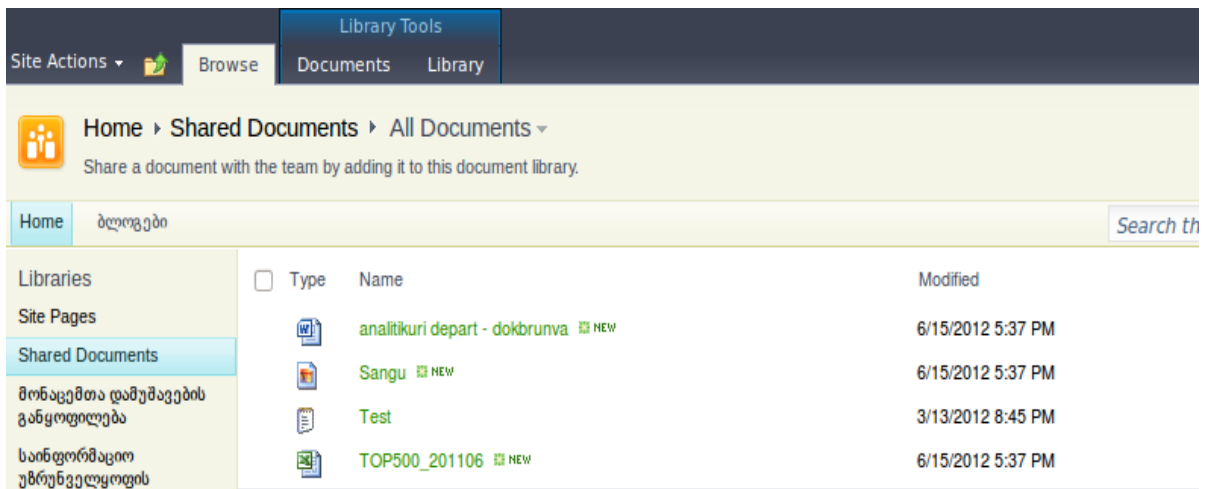 Library Tools
Site Actions Browse Documents Library
Home Shared Documents All Documents
Share a document with the team by adding it to this document library.
Home ბლოგები Search th
Libraries Type Name Modified
Site Pages
analitikuri depart - dokbrunva NEW 6/15/2012 5:37 PM
Shared Documents
Sangu NEW 6/15/2012 5:37 PM
მონაცემთა დამუშავების
განყოფილება
Test 3/13/2012 8:45 PM
საინფორმაციო
TOP500_201106 NEW 6/15/2012 5:37 PM
უზრუნველყოფის